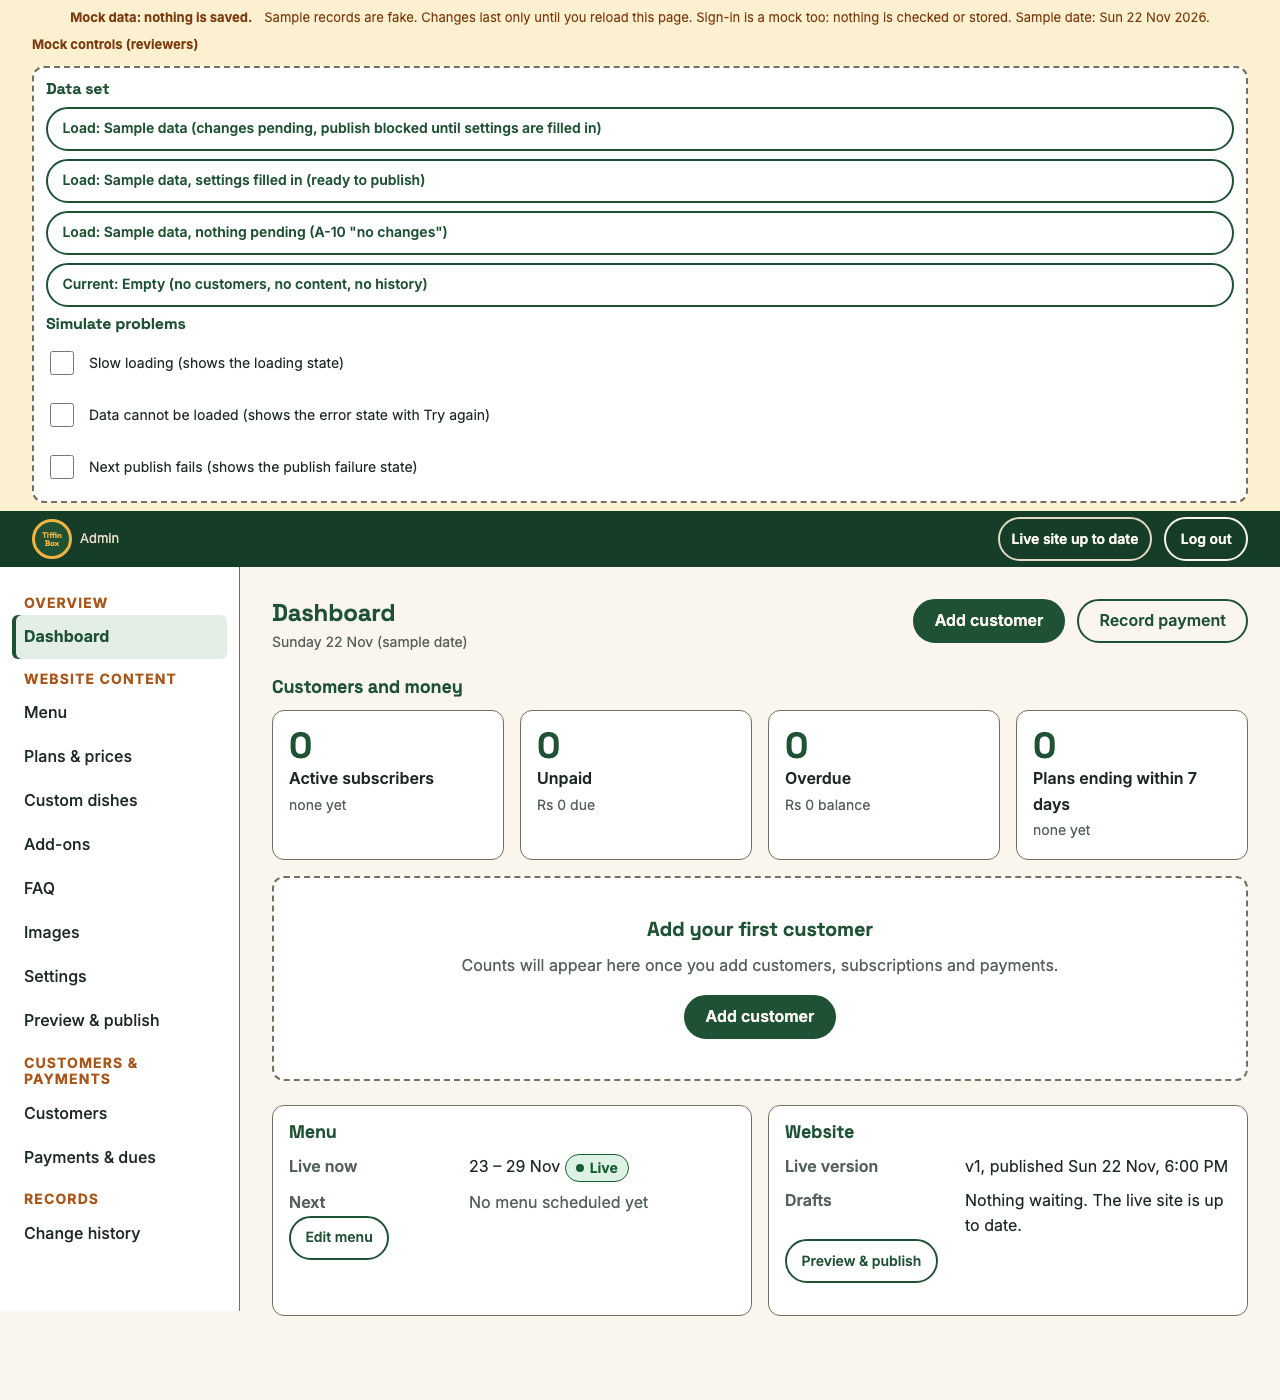 Mock data: nothing is saved. Sample records are fake. Changes last only until you reload this page. Sign-in is a mock too: nothing is checked or stored. Sample date: Sun 22 Nov 2026.
Mock controls (reviewers)
Data set
Load: Sample data (changes pending, publish blocked until settings are filled in)
Load: Sample data, settings filled in (ready to publish)
Load: Sample data, nothing pending (A-10 "no changes")
Current: Empty (no customers, no content, no history)
Simulate problems
Slow loading (shows the loading state)
Data cannot be loaded (shows the error state with Try again)
Next publish fails (shows the publish failure state)
Tiffin
Box
Admin
Live site up to date
Log out
OVERVIEW
Dashboard
WEBSITE CONTENT
Menu
Plans & prices
Custom dishes
Add-ons
FAQ
Images
Settings
Preview & publish
CUSTOMERS &
PAYMENTS
Customers
Payments & dues
RECORDS
Change history
Dashboard
Sunday 22 Nov (sample date)
Add customer
Record payment
Customers and money
0
Active subscribers
none yet
0
Unpaid
Rs 0 due
0
Overdue
Rs 0 balance
0
Plans ending within 7
days
none yet
Add your first customer
Counts will appear here once you add customers, subscriptions and payments.
Add customer
Menu
Live now 23 – 29 Nov Live
Next No menu scheduled yet
Edit menu
Website
Live version v1, published Sun 22 Nov, 6:00 PM
Drafts Nothing waiting. The live site is up
to date.
Preview & publish